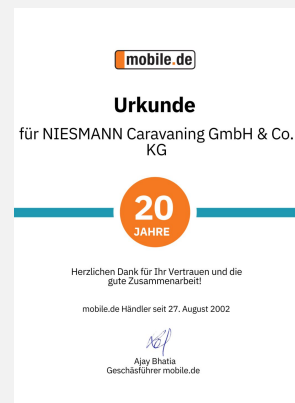 mobile.de
Urkunde
für NIESMANN Caravaning GmbH & Co.
KG
20
JAHRE
Herzlichen Dank für Ihr Vertrauen und die
gute Zusammenarbeit!
mobile.de Händler seit 27. August 2002
Ajay Bhatia
Geschäsführer mobile.de